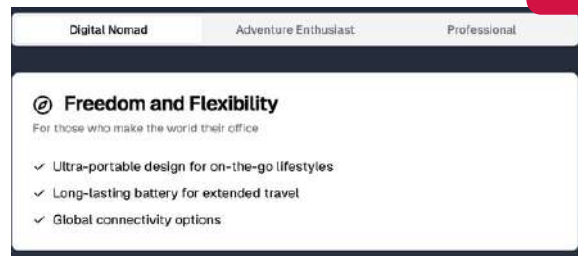 Digital Nomad
Adventure Enthusiast
Professional
Freedom and Flexibility
For those who make the world their office
Ultra-portable design for on-the-go lifestyles
Long-lasting battery for extended travel
Global connectivity options